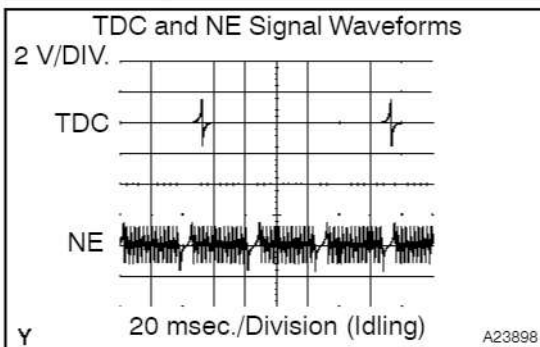 TDC and NE Signal Waveforms
2 V/DIV.
TDC
NE
20 msec./Division (Idling)
Y
A23898